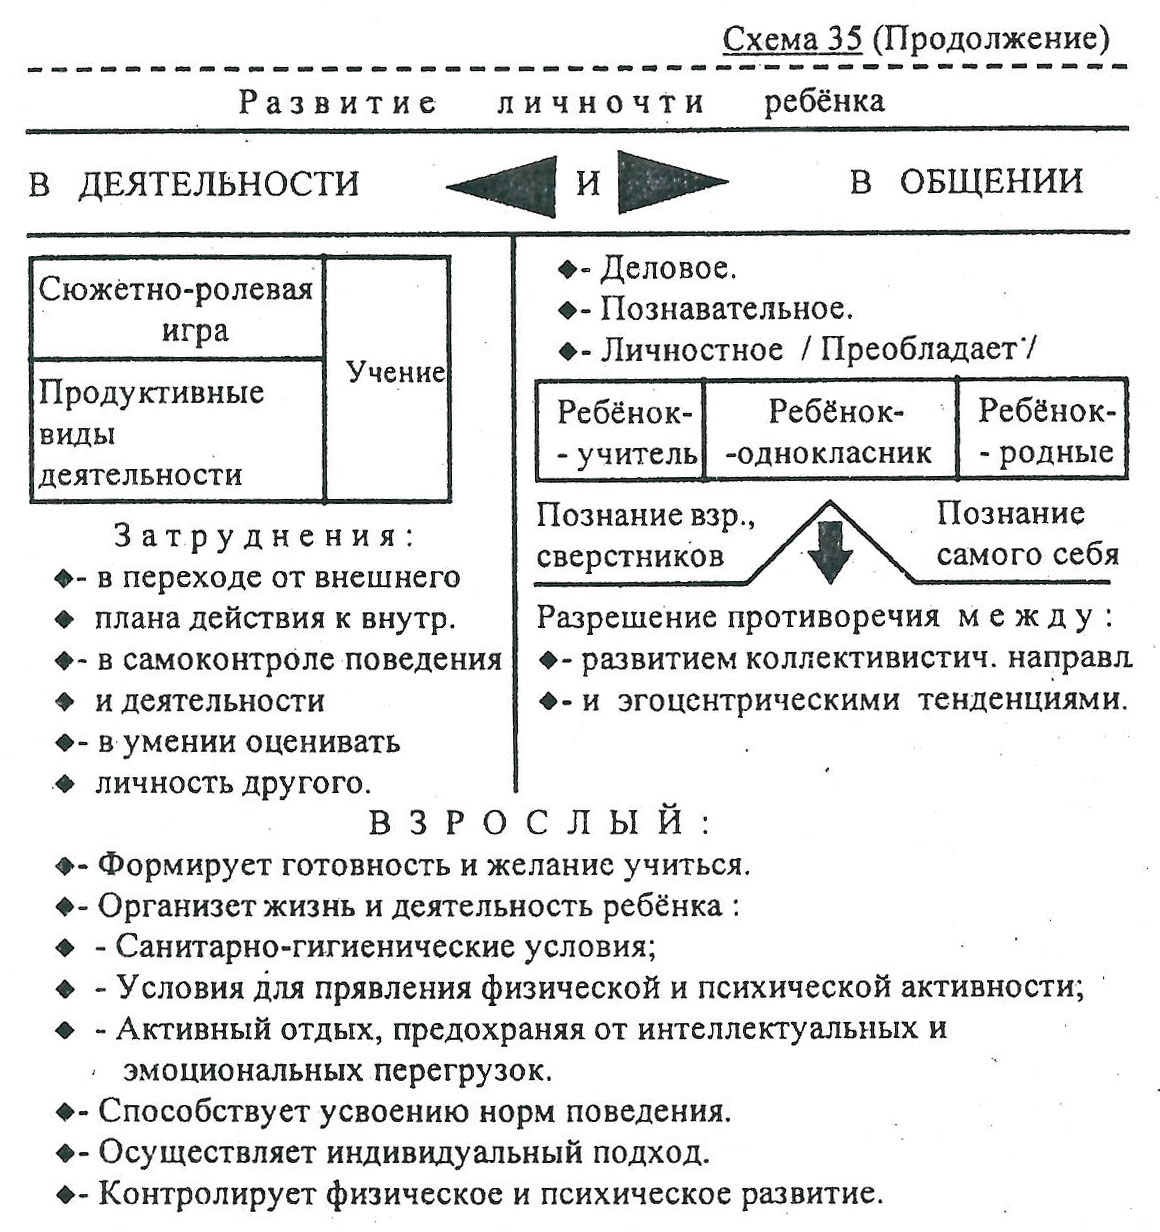 Схема 35 (Продолжение)
Развитие личночти ребёнка
В ДЕЯТЕЛЬНОСТИ И В ОБЩЕНИИ
Сюжетно-ролевая
игра
Продуктивные
виды
деятельности
Учение
Затруднения:
- в переходе от внешнего
плана действия к внутр.
- в самоконтроле поведения
и деятельности
- в умении оценивать
личность другого.
- Деловое.
- Познавательное.
- Личностное / Преобладает /
Ребёнок-
- учитель
Ребёнок-
-однокласник
Ребёнок-
- родные
Познание взр.,
сверстников
Познание
самого себя
Разрешение противоречия между:
- развитием коллективистич. направл
- и эгоцентрическими тенденциями.
ВЗРОСЛЫЙ:
- Формирует готовность и желание учиться.
- Организет жизнь и деятельность ребёнка :
- Санитарно-гигиенические условия;
- Условия для прявления физической и психической активности;
- Активный отдых, предохраняя от интеллектуальных и
эмоциональных перегрузок.
- Способствует усвоению норм поведения.
- Осуществляет индивидуальный подход.
- Контролирует физическое и психическое развитие.